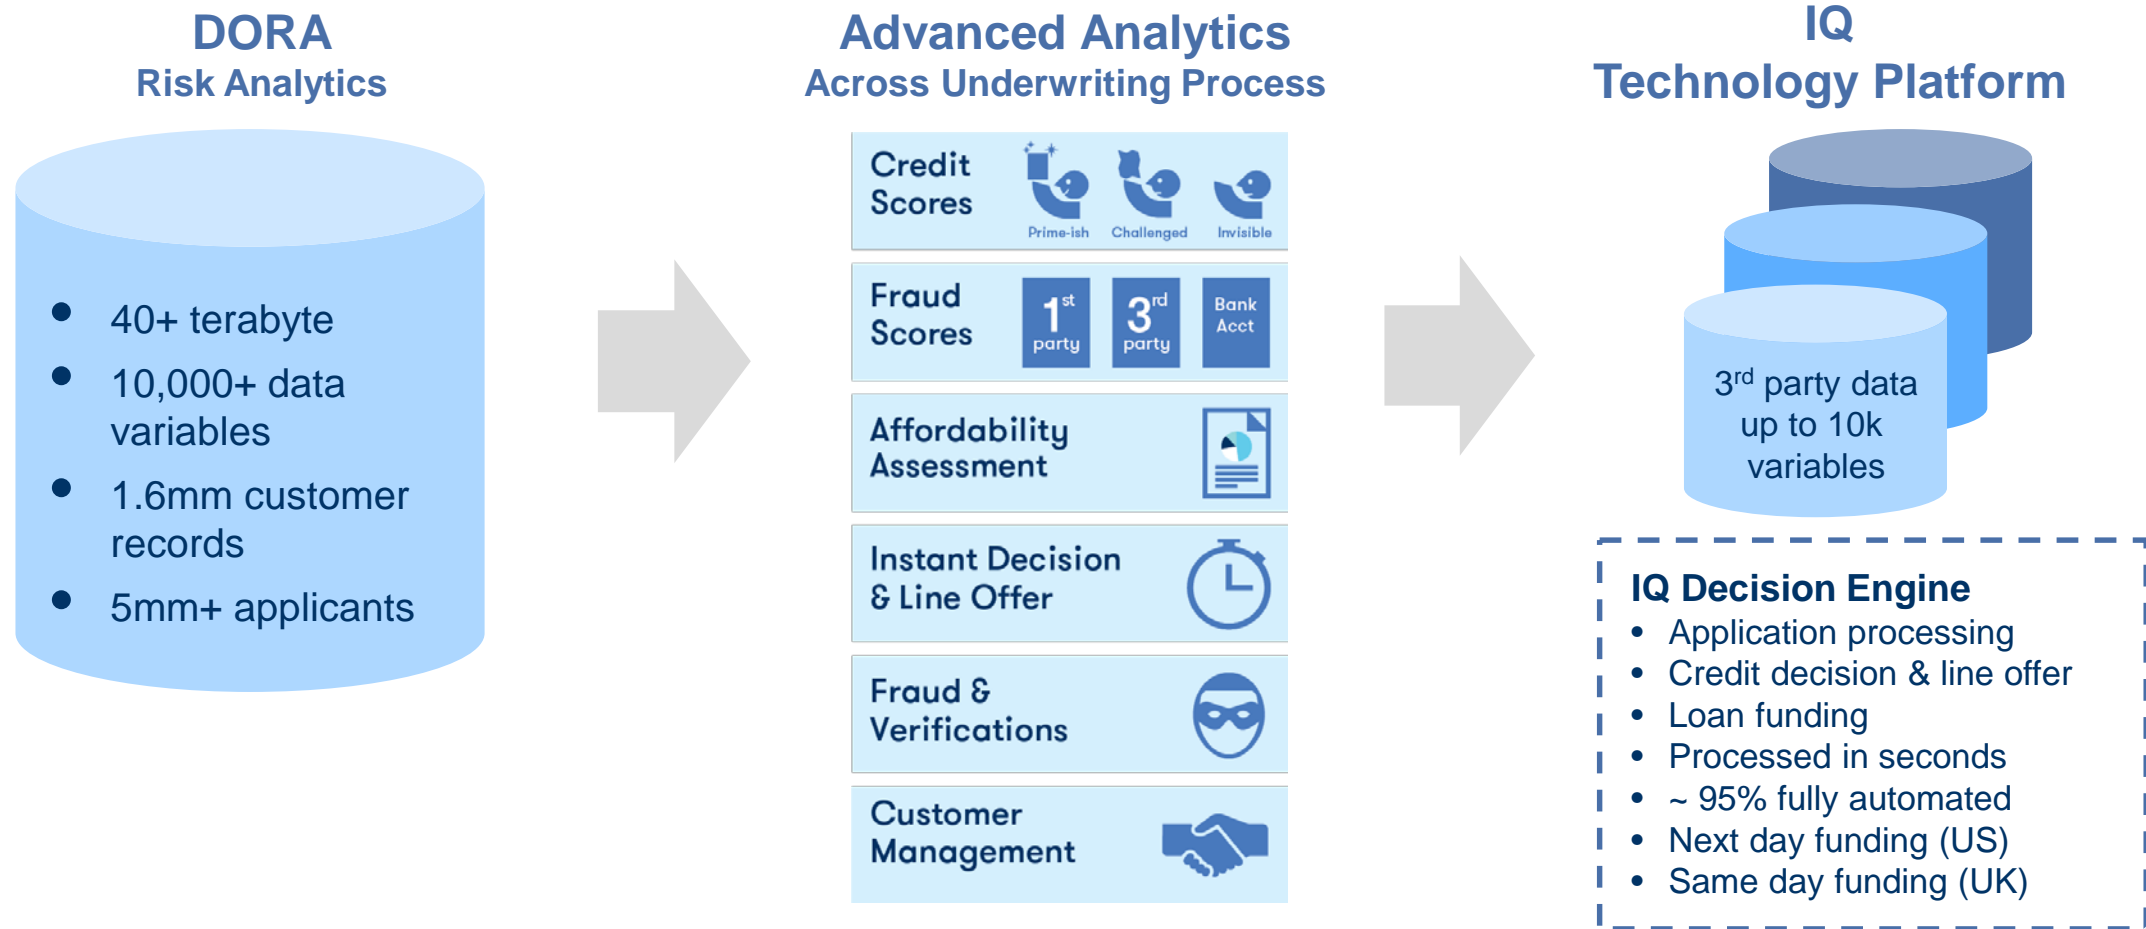 DORA
Risk Analytics
• 40+ terabyte
• 10,000+ data
variables
• 1.6mm customer
records
• 5mm+ applicants
Advanced Analytics
Across Underwriting Process
Credit
Scores
Prime-ish Challenged Invisible
Fraud
Scores
1st
party
3rd
party
Bank
Acct
Affordability
Assessment
Instant Decision
& Line Offer
Fraud &
Verifications
Customer
Management
IQ
Technology Platform
3rd party data
up to 10k
variables
IQ Decision Engine
• Application processing
• Credit decision & line offer
• Loan funding
• Processed in seconds
• ~ 95% fully automated
• Next day funding (US)
• Same day funding (UK)